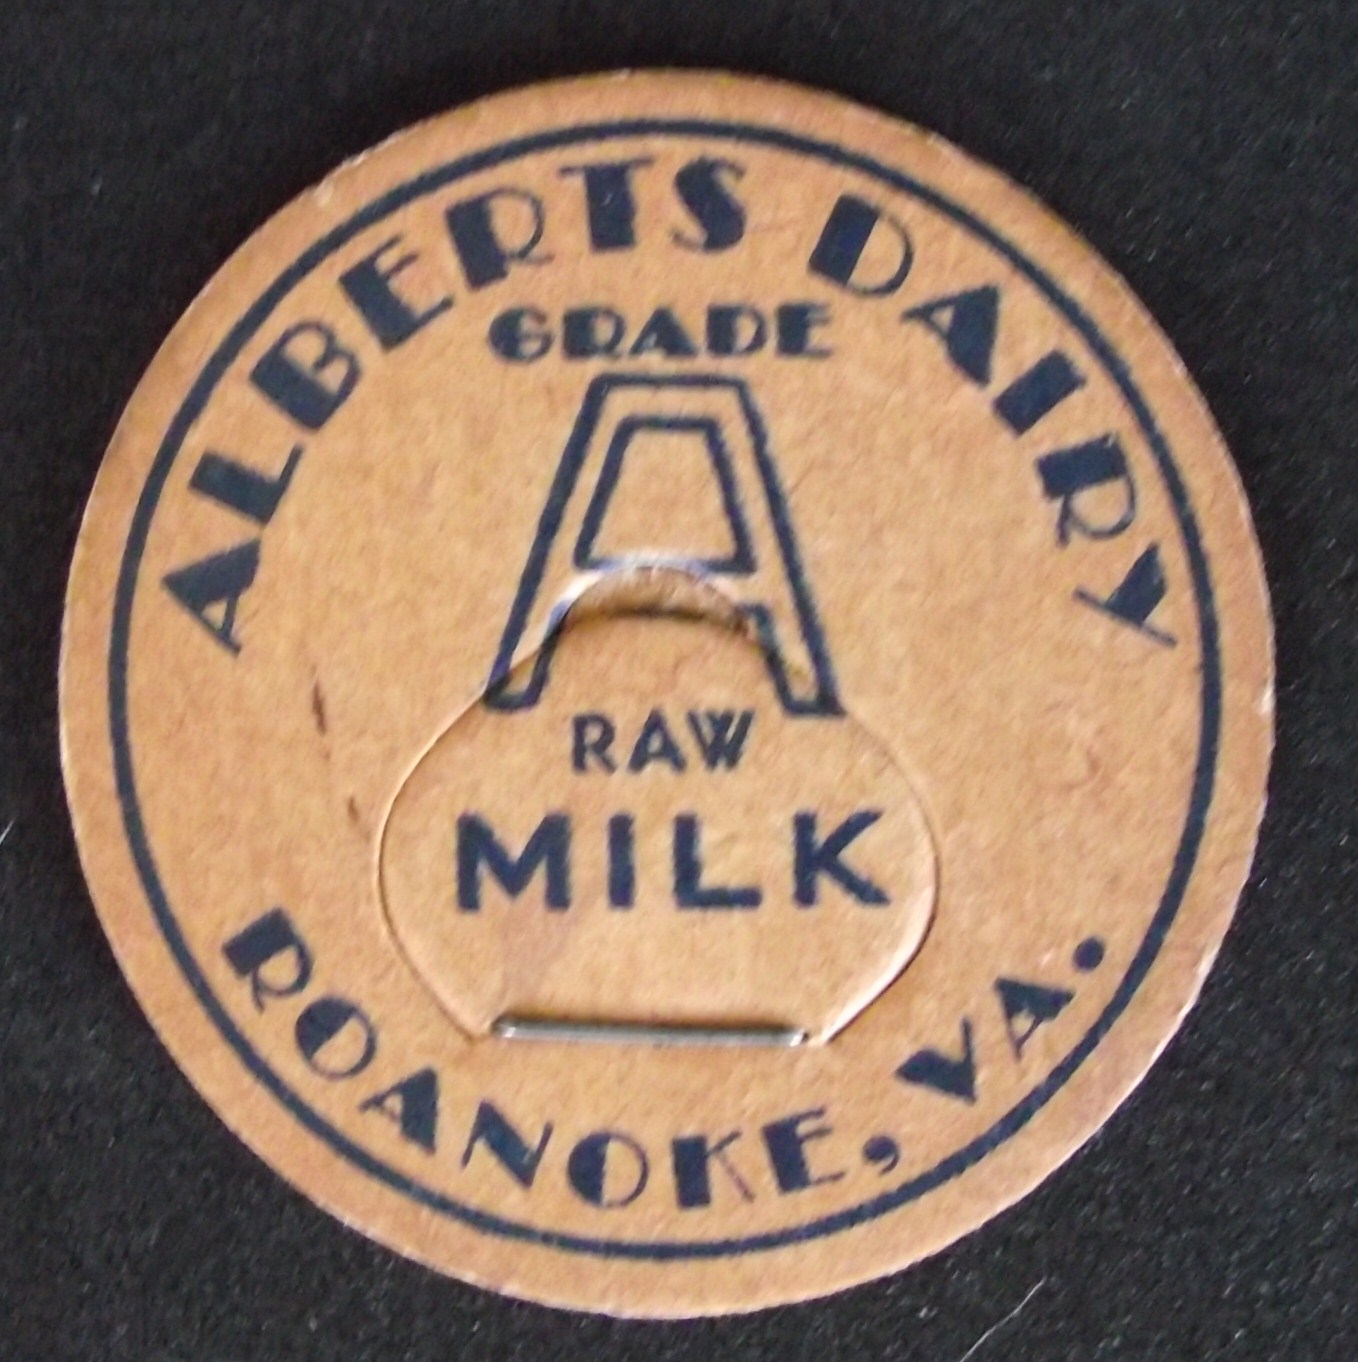 ALBERTS DAIRY
GRADE
A
RAW
MILK
ROANOKE, VA.